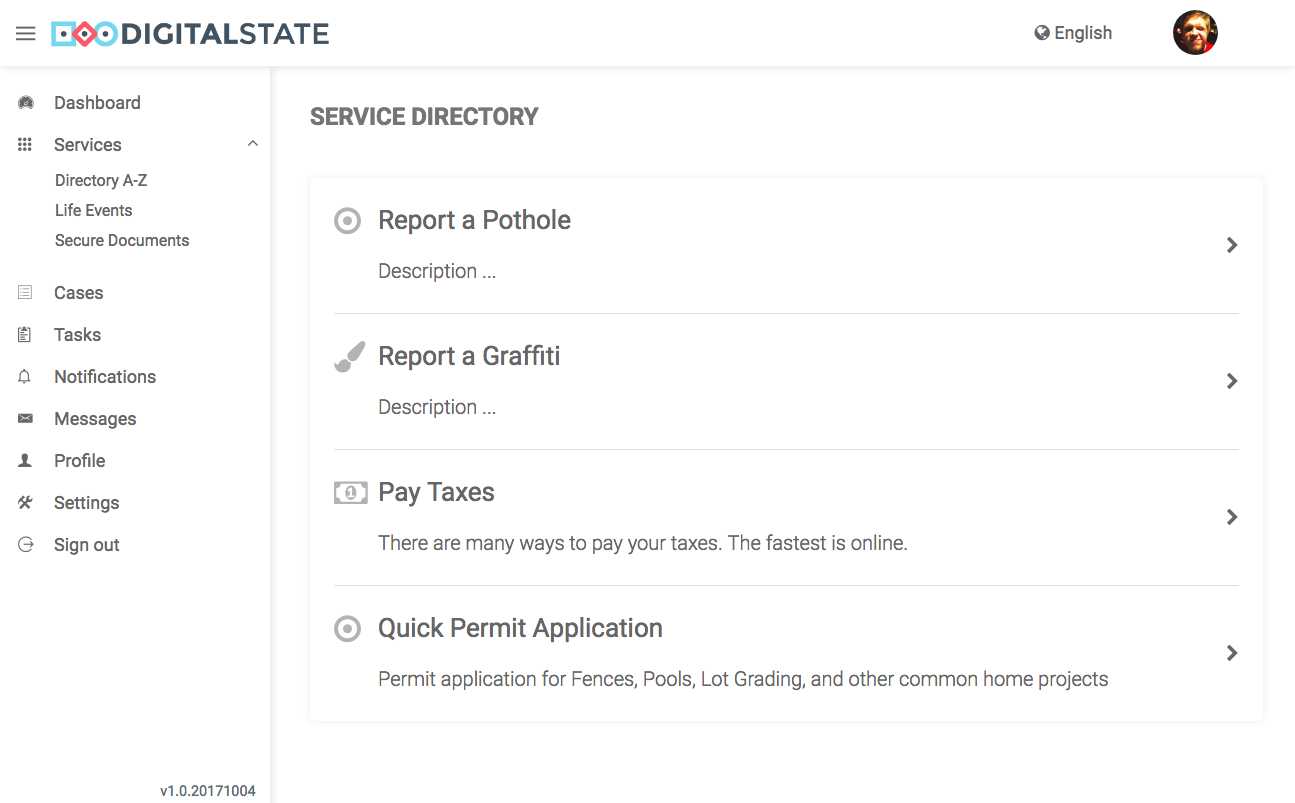 DIGITALSTATE
English
Dashboard
Services
Directory A-Z
Life Events
Secure Documents
Cases
Tasks
Notifications
Messages
Profile
Settings
Sign out
v1.0.20171004
SERVICE DIRECTORY
Report a Pothole
Description ...
Report a Graffiti
Description ...
1
Pay Taxes
There are many ways to pay your taxes. The fastest is online.
Quick Permit Application
Permit application for Fences, Pools, Lot Grading, and other common home projects